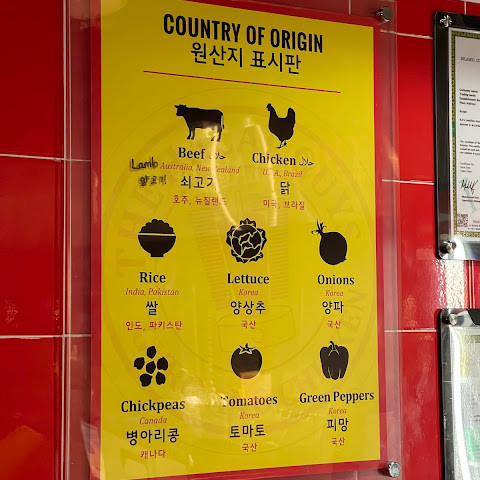 COUNTRY OF ORIGIN
원산지 표시판
Beef حلال
Chicken حلال
Lamb
Australia, New Zealand
U.S.A., Brazil
양고기
쇠고기
닭
호주, 뉴질랜드
미국, 브라질
Rice
Lettuce
Onions
India, Pakistan
Korea
Korea
쌀
양상추
양파
인도, 파키스탄
국산
국산
Chickpeas
Tomatoes
Green Peppers
Canada
Korea
Korea
병아리콩
토마토
피망
캐나다
국산
국산